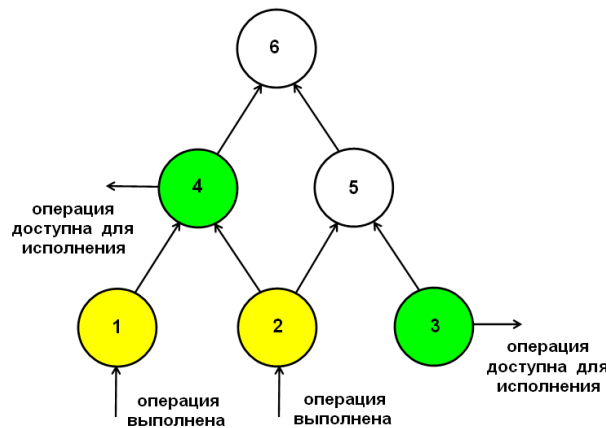 6
4
5
операция
доступна для
исполнения
1
2
3
операция
доступна для
исполнения
операция
выполнена
операция
выполнена